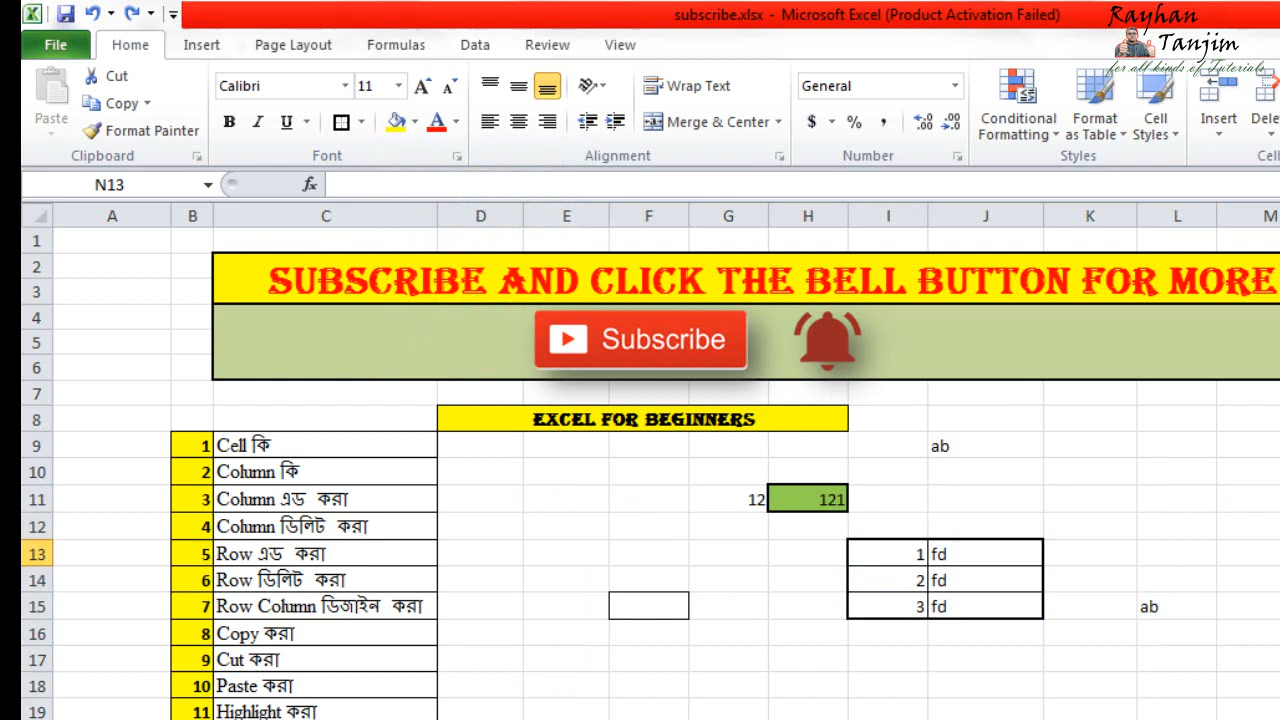 subscribe.xlsx - Microsoft Excel (Product Activation Failed)
Rayhan
Tanjim
for all kinds of Tutorials
File Home Insert Page Layout Formulas Data Review View
Paste
Cut
Copy
Format Painter
Clipboard
Calibri 11
B I U A
Font
Wrap Text
Merge & Center
Alignment
General
$ % ,
Number
Conditional Formatting
Format as Table
Cell Styles
Styles
Insert
N13 fx
A B C D E F G H I J K L M
1
2
3
SUBSCRIBE AND CLICK THE BELL BUTTON FOR MORE
4
5 Subscribe
6
7
8 EXCEL FOR BEGINNERS
9 1 Cell কি ab
10 2 Column কি
11 3 Column এড করা 12 121
12 4 Column ডিলিট করা
13 5 Row এড করা 1 fd
14 6 Row ডিলিট করা 2 fd
15 7 Row Column ডিজাইন করা 3 fd ab
16 8 Copy করা
17 9 Cut করা
18 10 Paste করা
19 11 Highlight করা